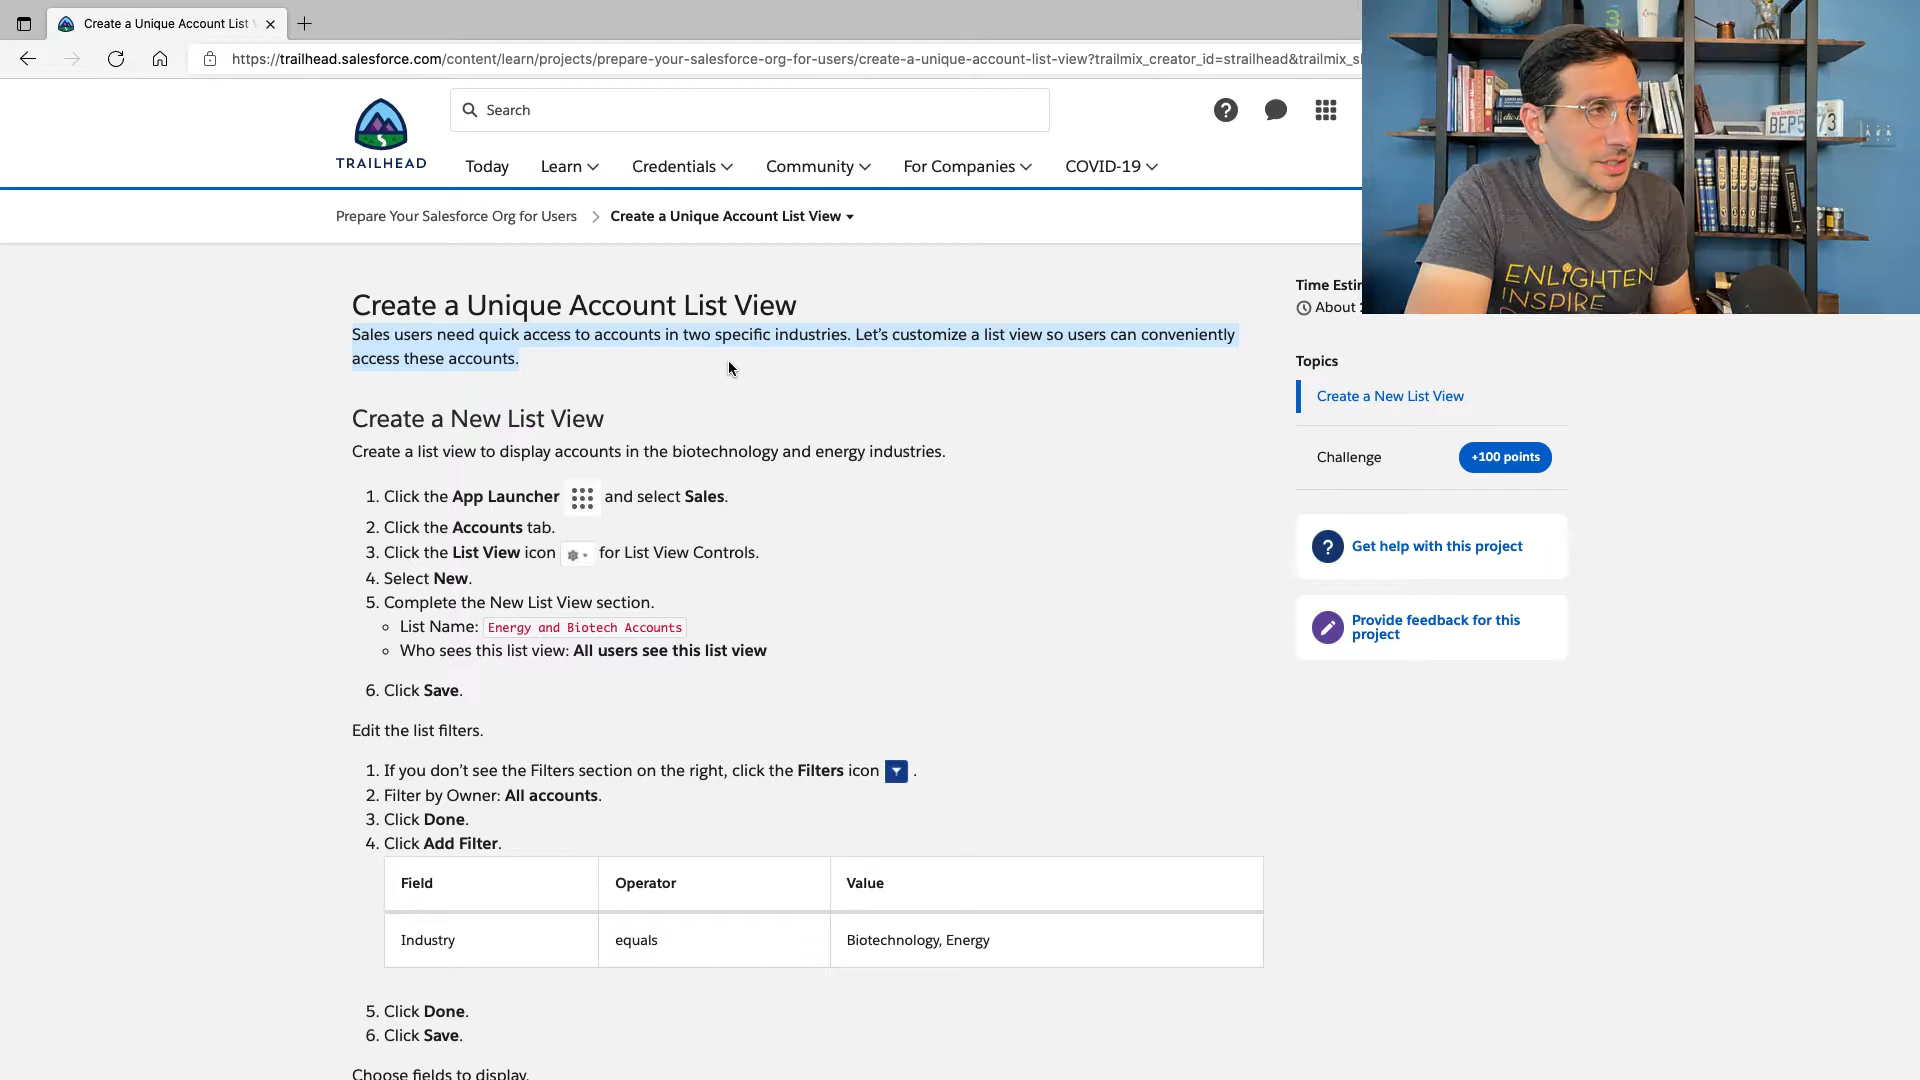 Create a Unique Account List V
https://trailhead.salesforce.com/content/learn/projects/prepare-your-salesforce-org-for-users/create-a-unique-account-list-view?trailmix_creator_id=strailhead&trailmix_sl
TRAILHEAD
Search
Today
Learn
Credentials
Community
For Companies
COVID-19
Prepare Your Salesforce Org for Users
Create a Unique Account List View
WASHINGTON
BEP5 73
ENLIGHTEN
INSPIRE
Create a Unique Account List View
Sales users need quick access to accounts in two specific industries. Let’s customize a list view so users can conveniently
access these accounts.
Create a New List View
Create a list view to display accounts in the biotechnology and energy industries.
1. Click the App Launcher and select Sales.
2. Click the Accounts tab.
3. Click the List View icon for List View Controls.
4. Select New.
5. Complete the New List View section.
List Name: Energy and Biotech Accounts
Who sees this list view: All users see this list view
6. Click Save.
Edit the list filters.
1. If you don’t see the Filters section on the right, click the Filters icon .
2. Filter by Owner: All accounts.
3. Click Done.
4. Click Add Filter.
Field Operator Value
Industry equals Biotechnology, Energy
5. Click Done.
6. Click Save.
Choose fields to display.
Time Estim
About
Topics
Create a New List View
Challenge
+100 points
Get help with this project
Provide feedback for this
project